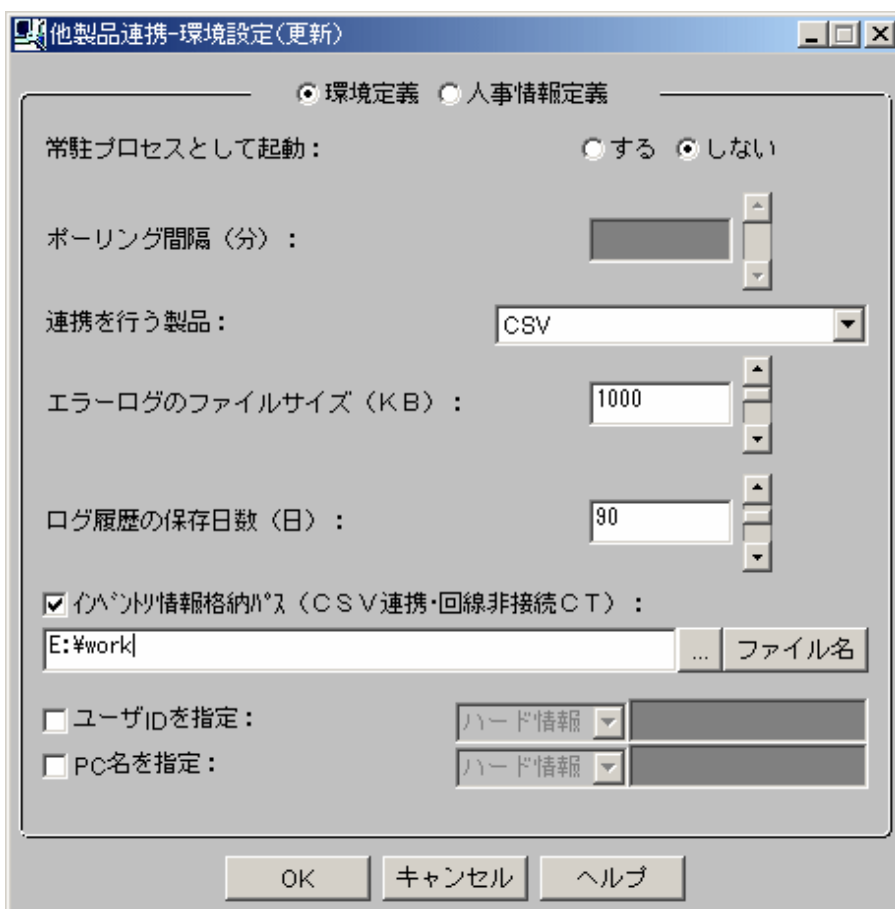 他製品連携-環境設定(更新)
環境定義 人事情報定義
常駐プロセスとして起動: する しない
ポーリング間隔(分):
連携を行う製品: CSV
エラーログのファイルサイズ(KB): 1000
ログ履歴の保存日数(日): 90
インベントリ情報格納パス(CSV連携・回線非接続CT):
E:¥work ... ファイル名
ユーザIDを指定: ハード情報
PC名を指定: ハード情報
OK キャンセル ヘルプ